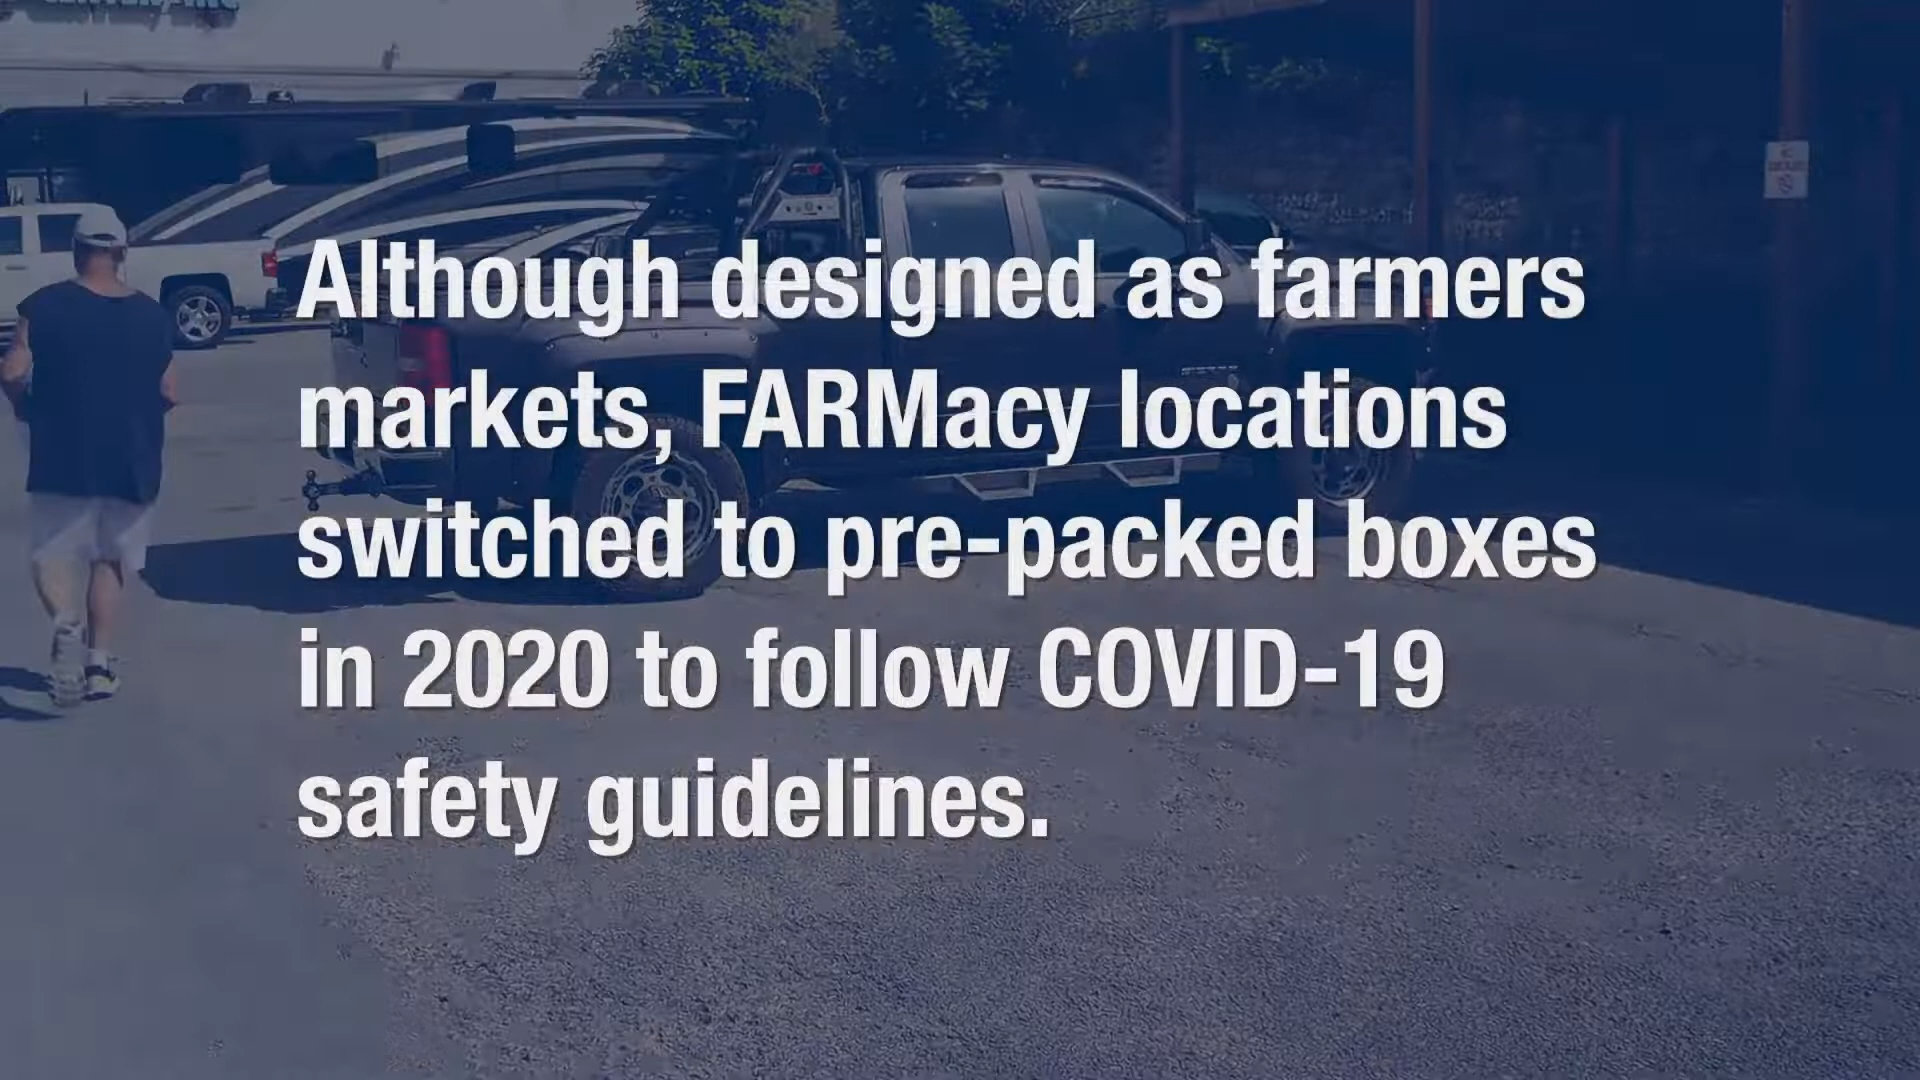 Although designed as farmers
markets, FARMacy locations
switched to pre-packed boxes
in 2020 to follow COVID-19
safety guidelines.